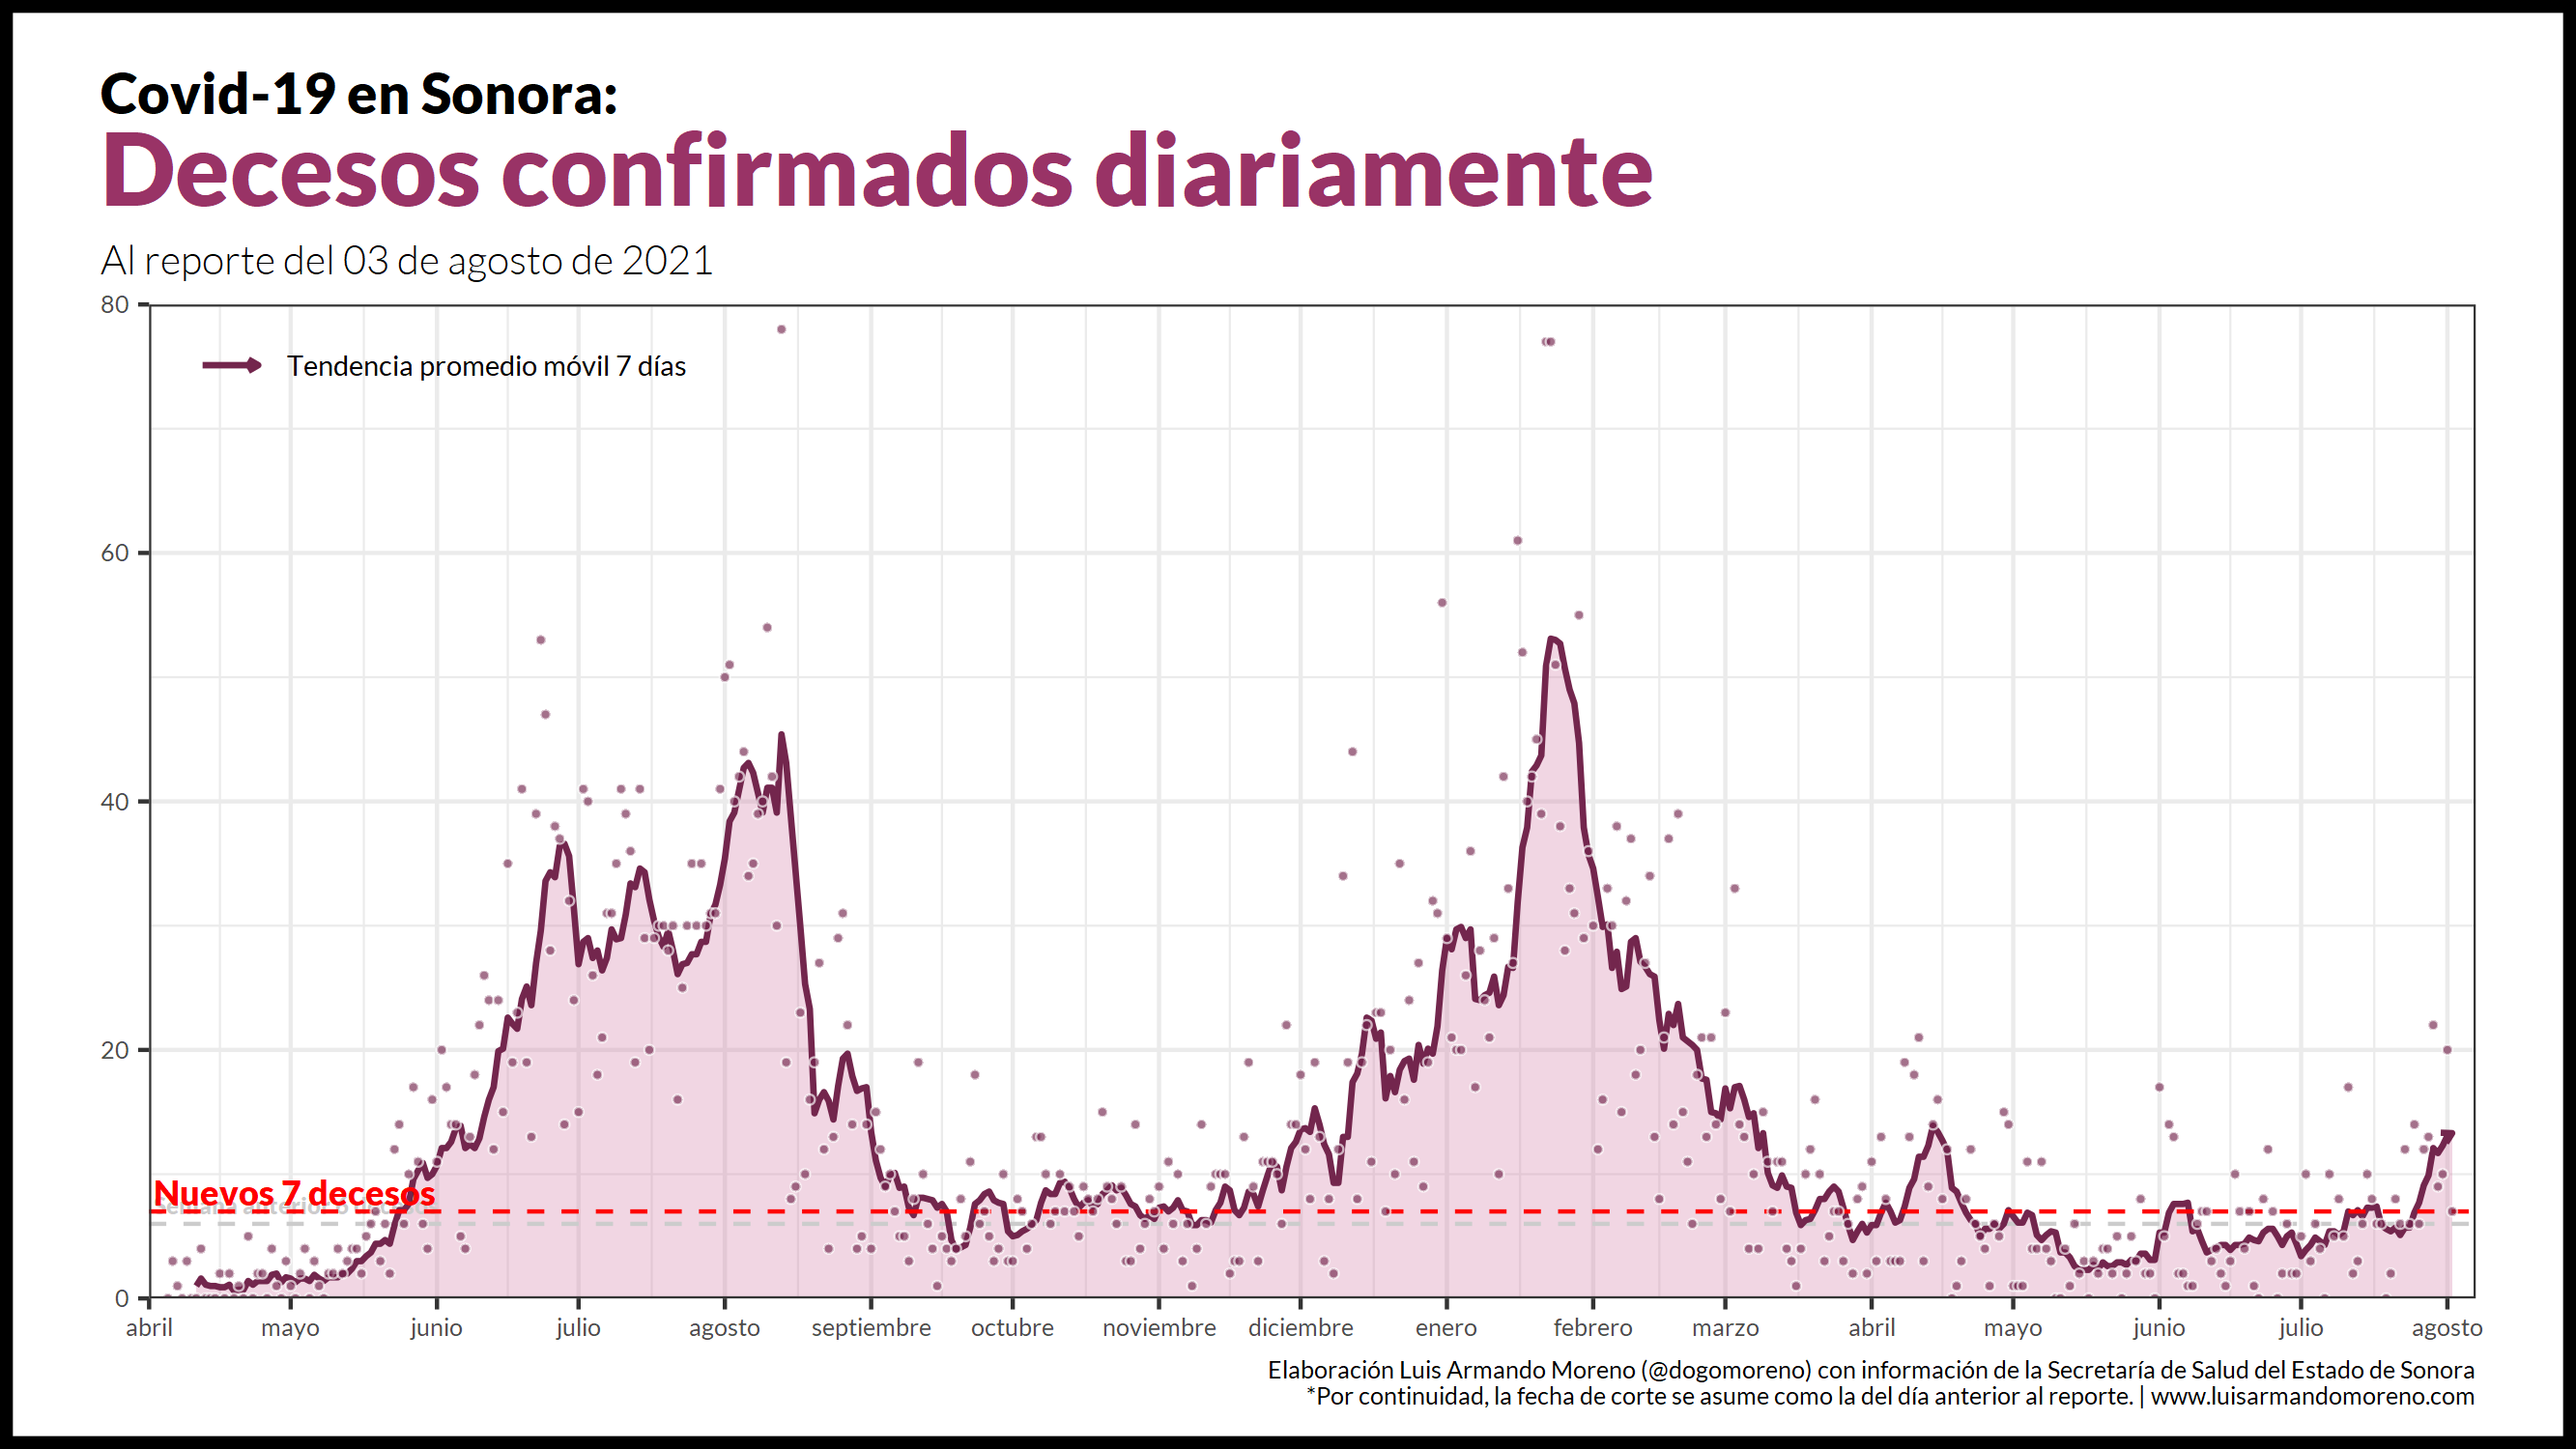 Covid-19 en Sonora:
Decesos confirmados diariamente
Al reporte del 03 de agosto de 2021
80
Tendencia promedio móvil 7 días
60
40
20
Nuevos 7 decesos
0
abril mayo junio julio agosto septiembre octubre noviembre diciembre enero febrero marzo abril mayo junio julio agosto
Elaboración Luis Armando Moreno (@dogomoreno) con información de la Secretaría de Salud del Estado de Sonora
*Por continuidad, la fecha de corte se asume como la del día anterior al reporte. | www.luisarmandomoreno.com